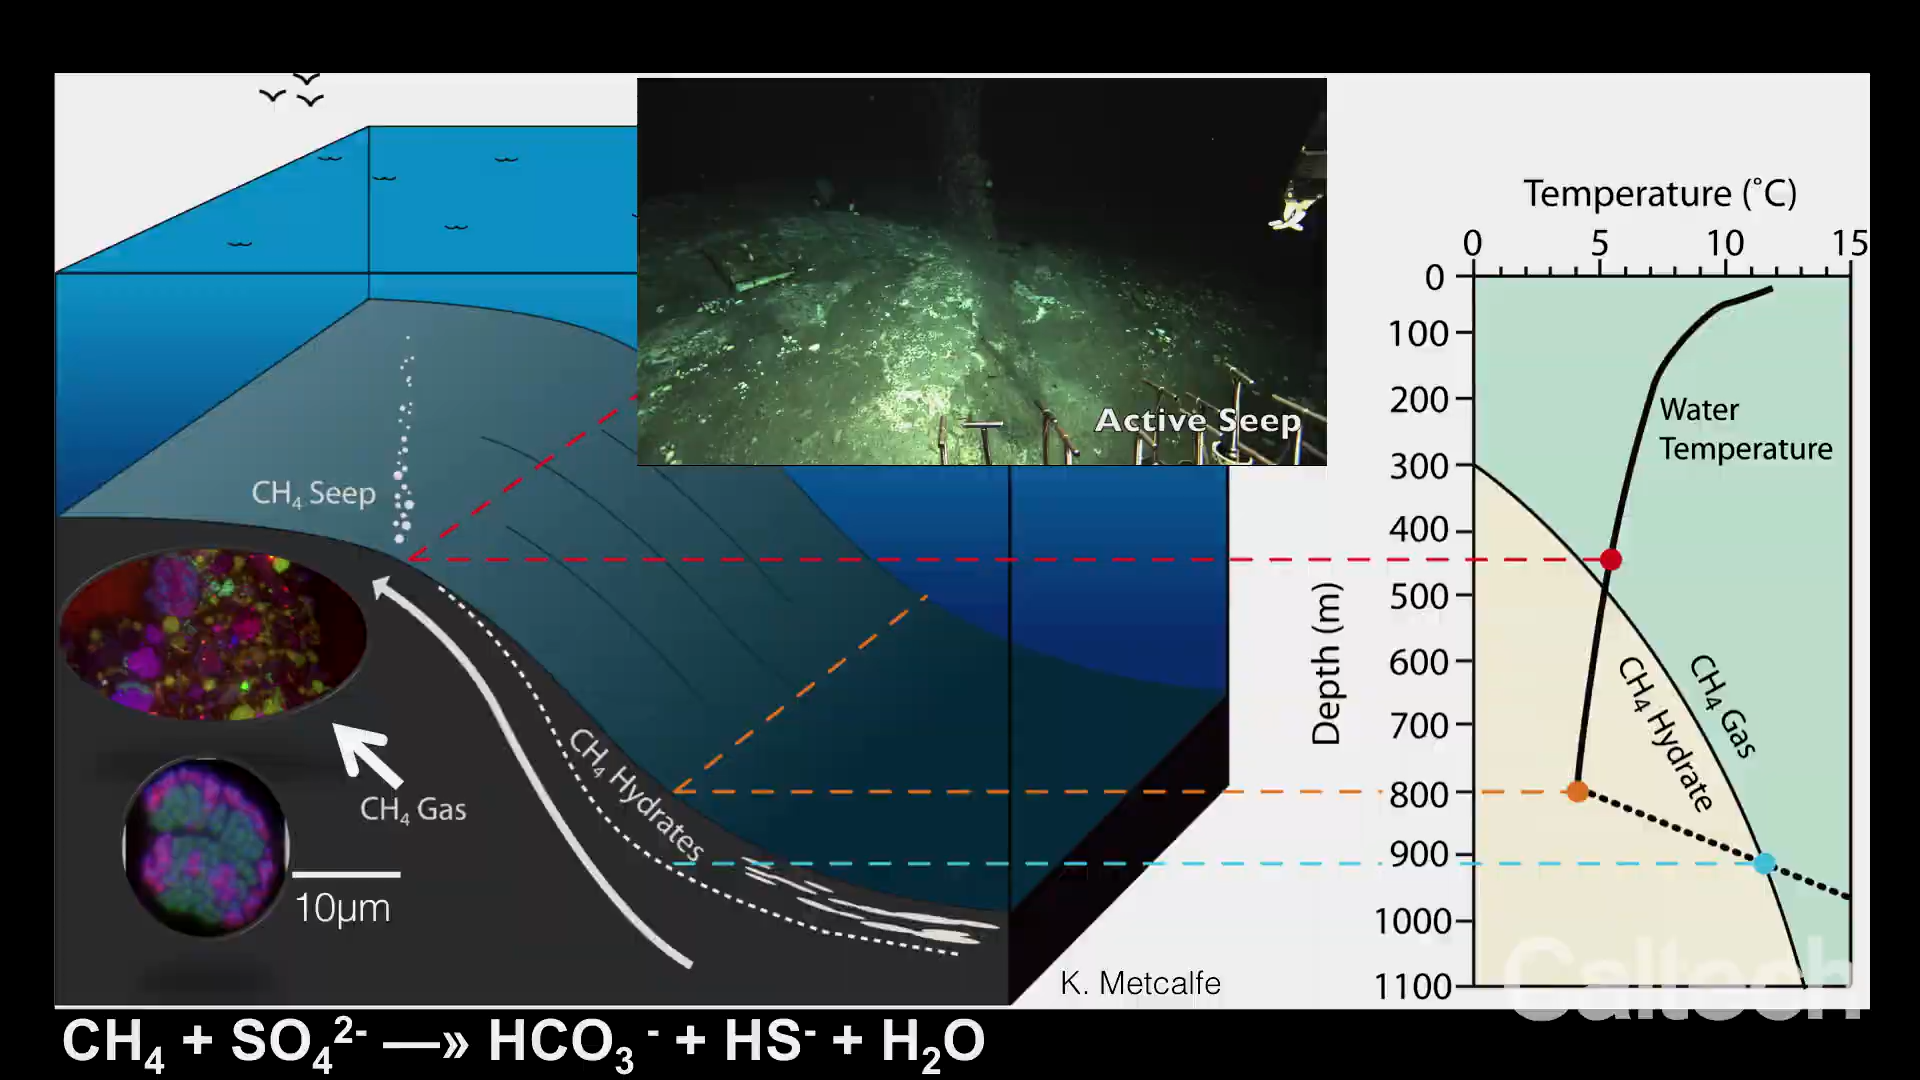 Active Seep
CH₄ Seep
CH₄ Gas
CH₄ Hydrates
10µm
K. Metcalfe
Temperature (˚C)
0 5 10 15
Depth (m)
0
100
200
300
400
500
600
700
800
900
1000
1100
Water
Temperature
CH₄ Hydrate
CH₄ Gas
Caltech
CH₄ + SO₄²⁻ —» HCO₃⁻ + HS⁻ + H₂O